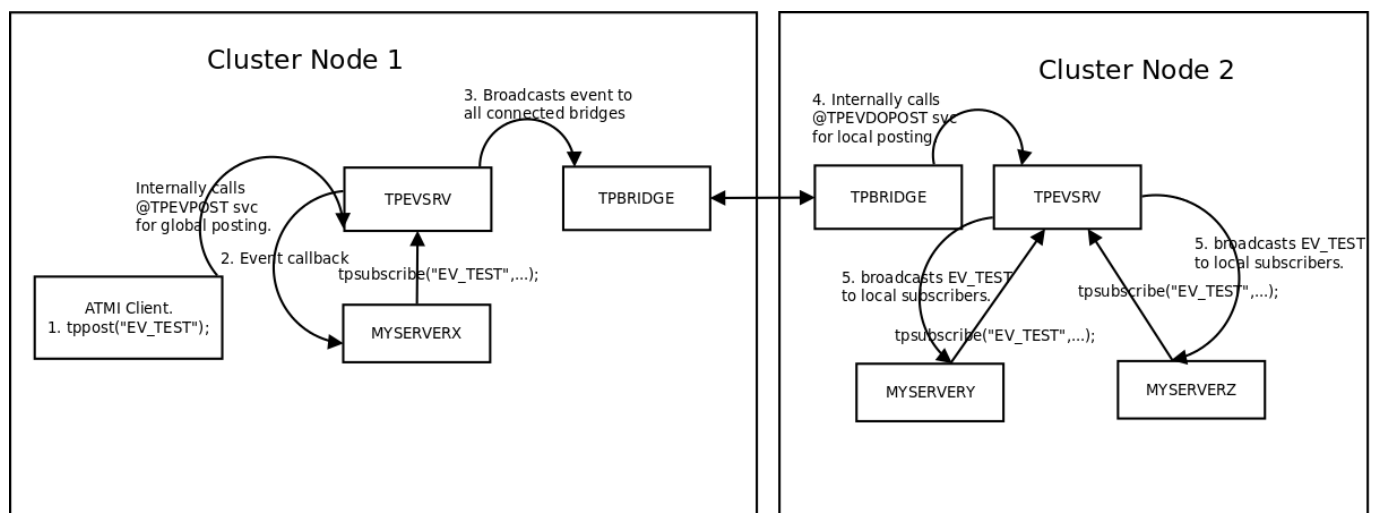 Cluster Node 1
3. Broadcasts event to
all connected bridges
Internally calls
@TPEVPOST svc
for global posting.
TPEVSRV
TPBRIDGE
2. Event callback
tpsubscribe("EV_TEST",...);
ATMI Client.
1. tppost("EV_TEST");
MYSERVERX
Cluster Node 2
4. Internally calls
@TPEVDOPOST svc
for local posting
TPBRIDGE
TPEVSRV
5. broadcasts EV_TEST
to local subscribers.
5. broadcasts EV_TEST
to local subscribers.
tpsubscribe("EV_TEST",...);
tpsubscribe("EV_TEST",...);
MYSERVERY
MYSERVERZ